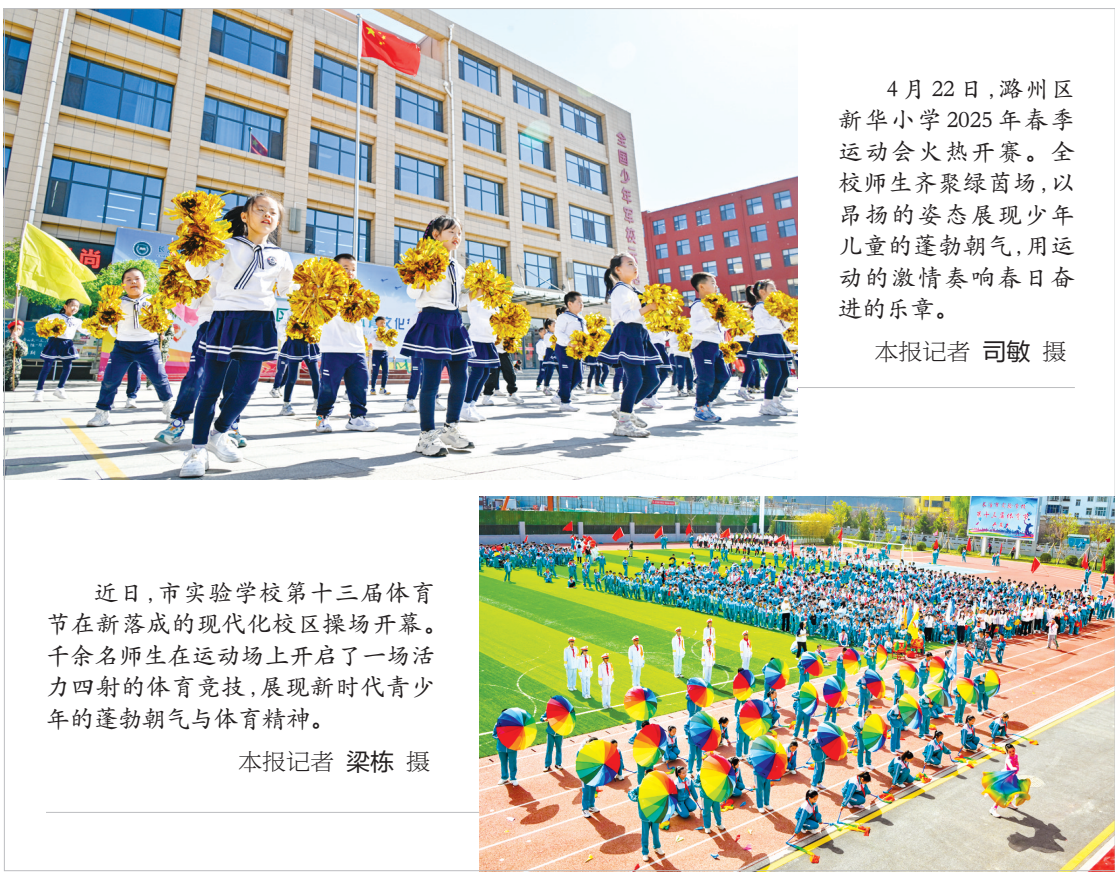 4月22日，潞州区
新华小学2025年春季
运动会火热开赛。全
校师生齐聚绿茵场，以
昂扬的姿态展现少年
儿童的蓬勃朝气，用运
动的激情奏响春日奋
进的乐章。
本报记者 司敏 摄
全国少年军校
尚
近日，市实验学校第十三届体育
节在新落成的现代化校区操场开幕。
千余名师生在运动场上开启了一场活
力四射的体育竞技，展现新时代青少
年的蓬勃朝气与体育精神。
本报记者 梁栋 摄